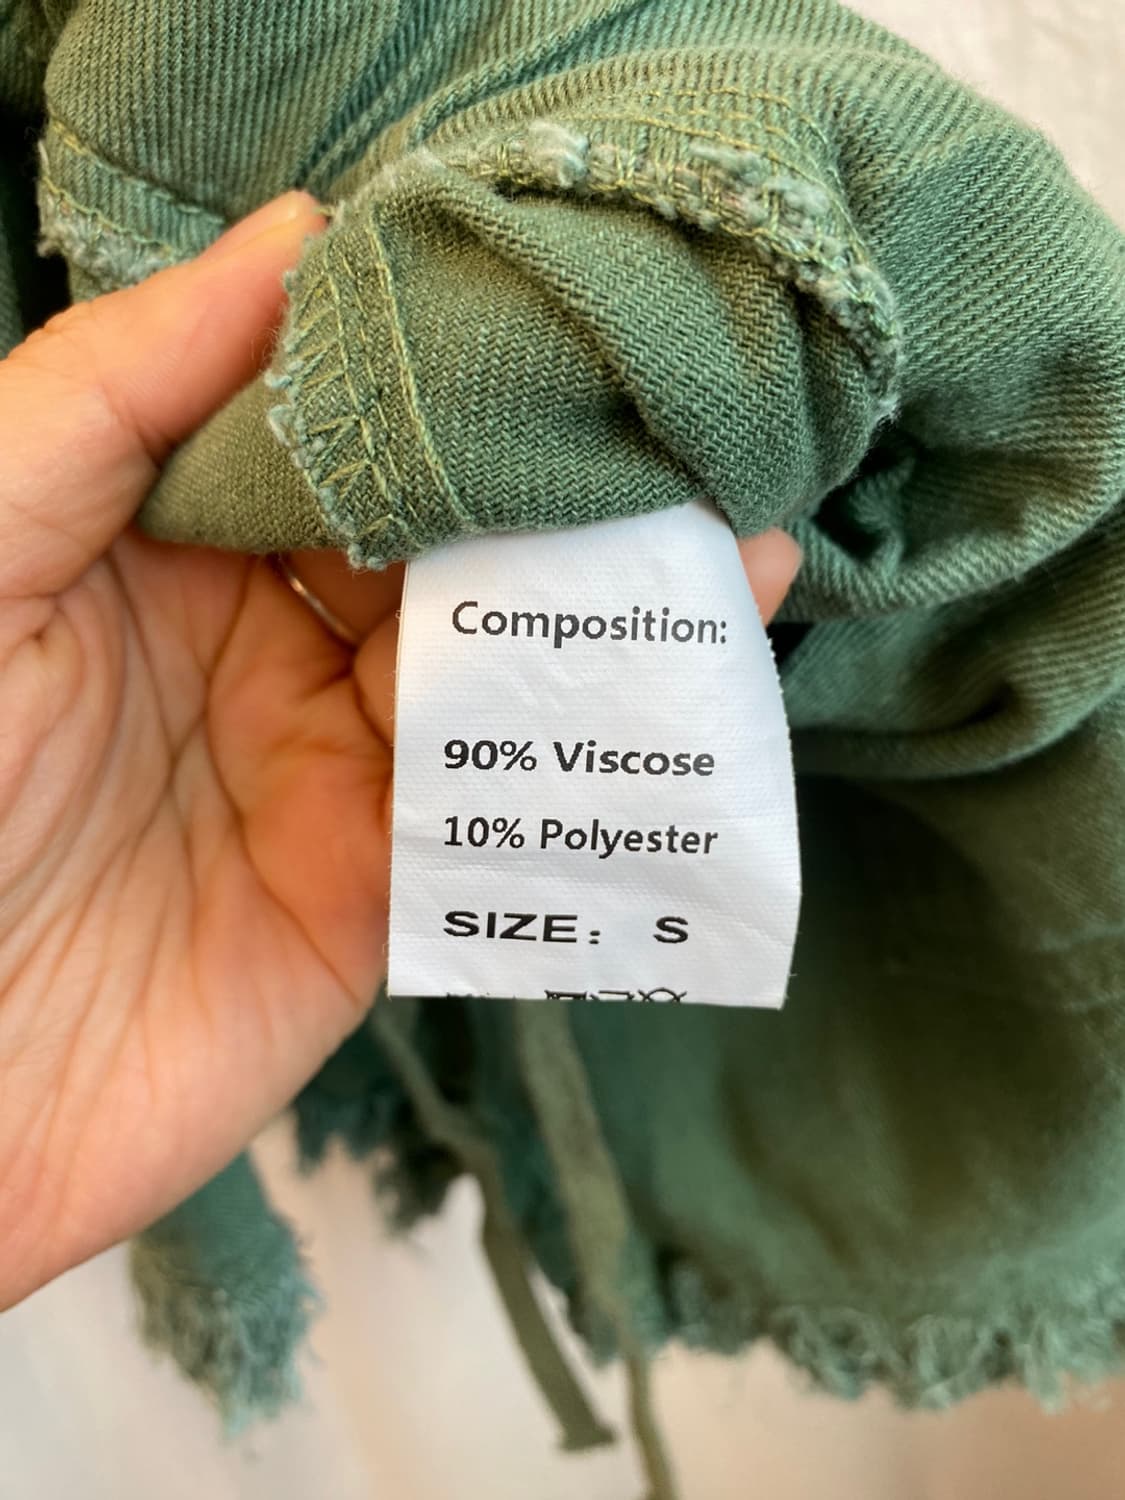 Composition:
90% Viscose
10% Polyester
SIZE: S